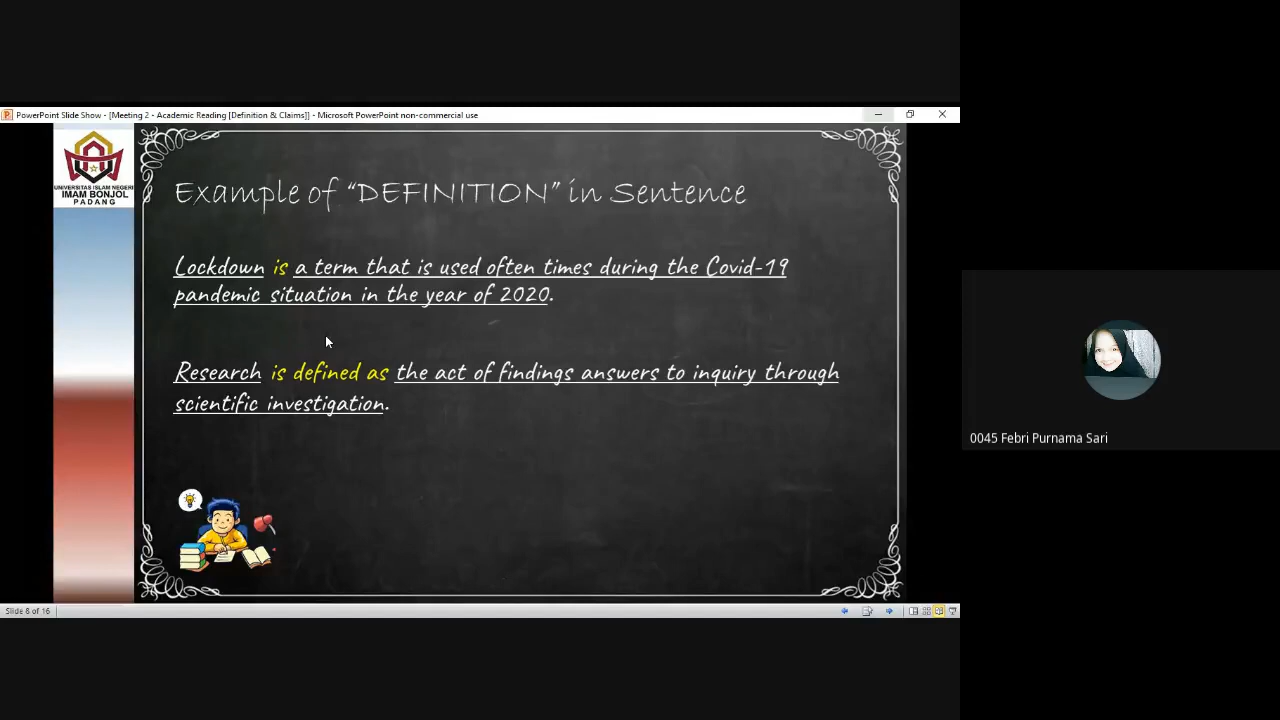 PowerPoint Slide Show - [Meeting 2 - Academic Reading [Definition & Claims]] - Microsoft PowerPoint non-commercial use
UNIVERSITAS ISLAM NEGERI
IMAM BONJOL
PADANG
Example of "DEFINITION" in Sentence
Lockdown is a term that is used often times during the Covid-19
pandemic situation in the year of 2020.
Research is defined as the act of findings answers to inquiry through
scientific investigation.
0045 Febri Purnama Sari
Slide 8 of 16